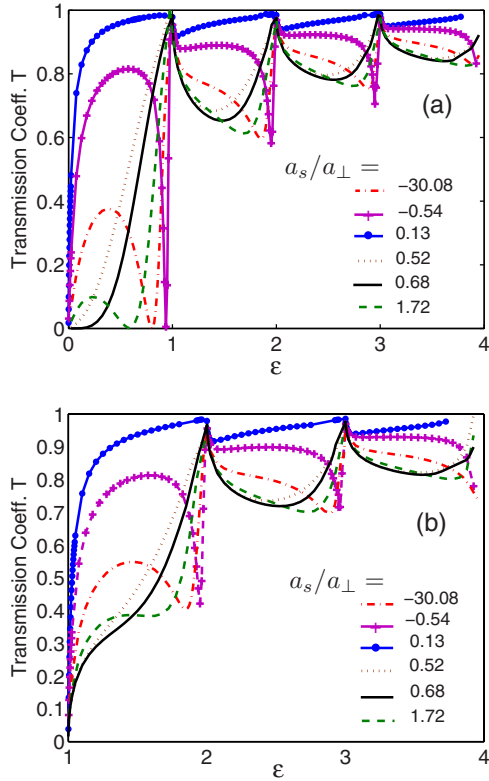 1
0.8
0.6
0.4
0.2
0
Transmission Coeff. T
(a)
a_s/a_⊥ =
−30.08
−0.54
0.13
0.52
0.68
1.72
0 1 2 3 4
ε
1
0.9
0.8
0.7
0.6
0.5
0.4
0.3
0.2
0.1
0
Transmission Coeff. T
(b)
a_s/a_⊥ =
−30.08
−0.54
0.13
0.52
0.68
1.72
1 2 3 4
ε